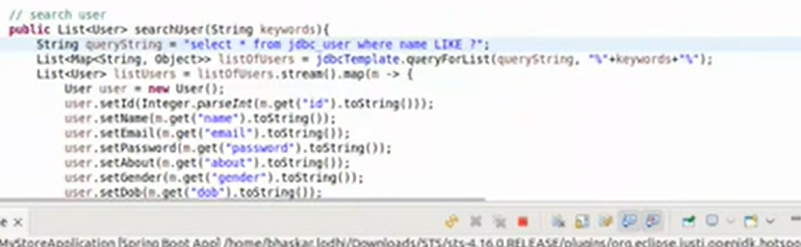 // search user
public List<User> searchUser(String keywords){
String queryString = "select * from jdbc_user where name LIKE ?";
List<Map<String, Object>> listOfUsers = jdbcTemplate.queryForList(queryString, "%"+keywords+"%");
List<User> listUsers = listOfUsers.stream().map(m -> {
User user = new User();
user.setId(Integer.parseInt(m.get("id").toString()));
user.setName(m.get("name").toString());
user.setEmail(m.get("email").toString());
user.setPassword(m.get("password").toString());
user.setAbout(m.get("about").toString());
user.setGender(m.get("gender").toString());
user.setDob(m.get("dob").toString());
e ×
MyStoreApplication [Spring Boot App] /home/bhaskar.lodhi/Downloads/STS/sts-4.16.0.RELEASE/plugins/org.eclipse.justj.openjdk.hotspo